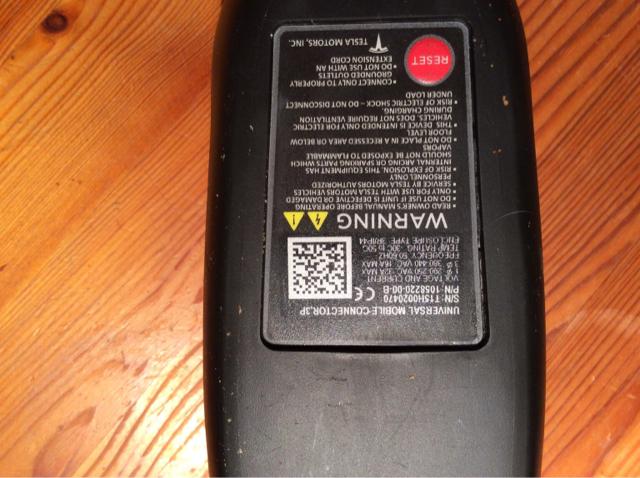 UNIVERSAL MOBILE CONNECTOR,3P
S/N: T15H0020470
P/N: 1058220-00-B
VOLTAGE AND CURRENT
1 Φ 200-250 VAC 32A MAX
3 Φ 380-440 VAC 16A MAX
FREQUENCY: 50-60HZ
TEMP RATING: -30C to 50C
ENCLOSURE TYPE: 3R/IP44
CE
WARNING
• READ OWNER'S MANUAL BEFORE OPERATING
• DO NOT USE IF UNIT IS DEFECTIVE OR DAMAGED
• ONLY FOR USE WITH TESLA MOTORS VEHICLES
• SERVICE BY TESLA MOTORS AUTHORIZED
PERSONNEL ONLY
• RISK OF EXPLOSION. THIS EQUIPMENT HAS
INTERNAL ARCING OR SPARKING PARTS WHICH
SHOULD NOT BE EXPOSED TO FLAMMABLE
VAPORS
• DO NOT PLACE IN A PLACE RECESSED OR BELOW
FLOOR LEVEL
• THIS DEVICE IS INTENDED ONLY FOR ELECTRIC
VEHICLES. DOES NOT REQUIRE VENTILATION
DURING CHARGING.
• RISK OF ELECTRIC SHOCK – DO NOT DISCONNECT
UNDER LOAD
• CONNECT ONLY TO PROPERLY
GROUNDED OUTLETS
• DO NOT USE WITH AN
EXTENSION CORD
RESET
TESLA MOTORS, INC.